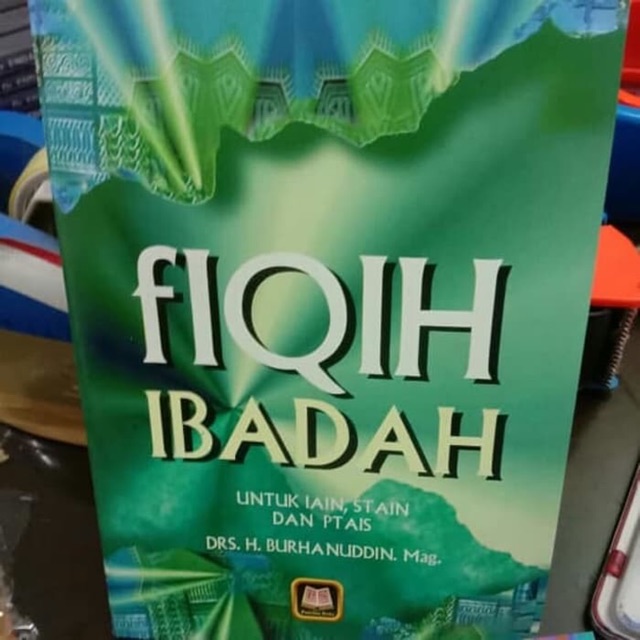 fIQIH
IBADAH
UNTUK IAIN, STAIN
DAN PTAIS
DRS. H. BURHANUDDIN. Mag.